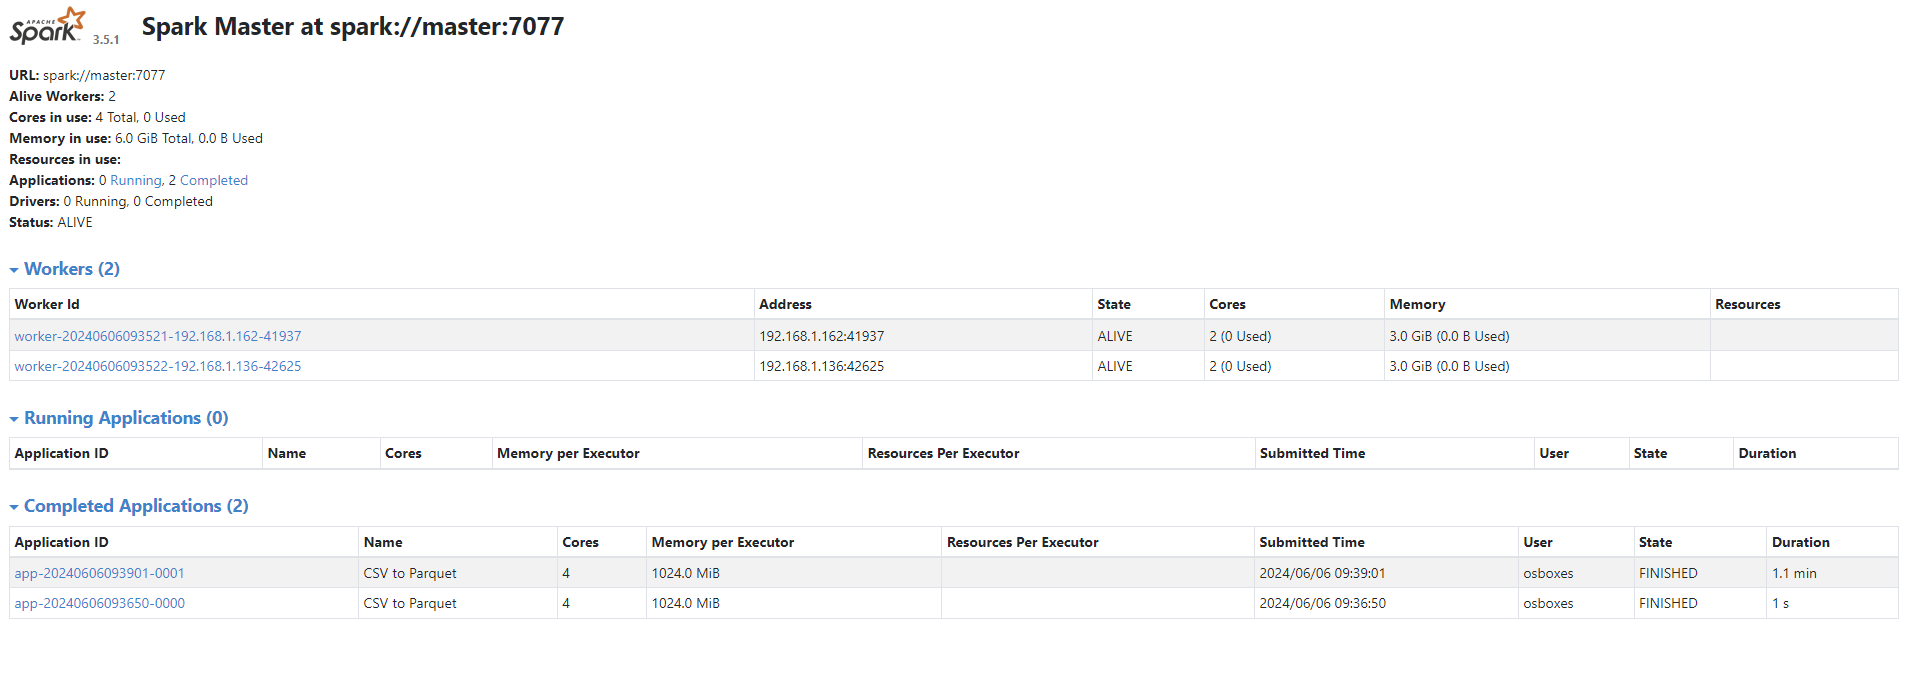 APACHE
Spark 3.5.1 Spark Master at spark://master:7077
URL: spark://master:7077
Alive Workers: 2
Cores in use: 4 Total, 0 Used
Memory in use: 6.0 GiB Total, 0.0 B Used
Resources in use:
Applications: 0 Running, 2 Completed
Drivers: 0 Running, 0 Completed
Status: ALIVE
Workers (2)
Worker Id Address State Cores Memory Resources
worker-20240606093521-192.168.1.162-41937 192.168.1.162:41937 ALIVE 2 (0 Used) 3.0 GiB (0.0 B Used)
worker-20240606093522-192.168.1.136-42625 192.168.1.136:42625 ALIVE 2 (0 Used) 3.0 GiB (0.0 B Used)
Running Applications (0)
Application ID Name Cores Memory per Executor Resources Per Executor Submitted Time User State Duration
Completed Applications (2)
Application ID Name Cores Memory per Executor Resources Per Executor Submitted Time User State Duration
app-20240606093901-0001 CSV to Parquet 4 1024.0 MiB 2024/06/06 09:39:01 osboxes FINISHED 1.1 min
app-20240606093650-0000 CSV to Parquet 4 1024.0 MiB 2024/06/06 09:36:50 osboxes FINISHED 1 s